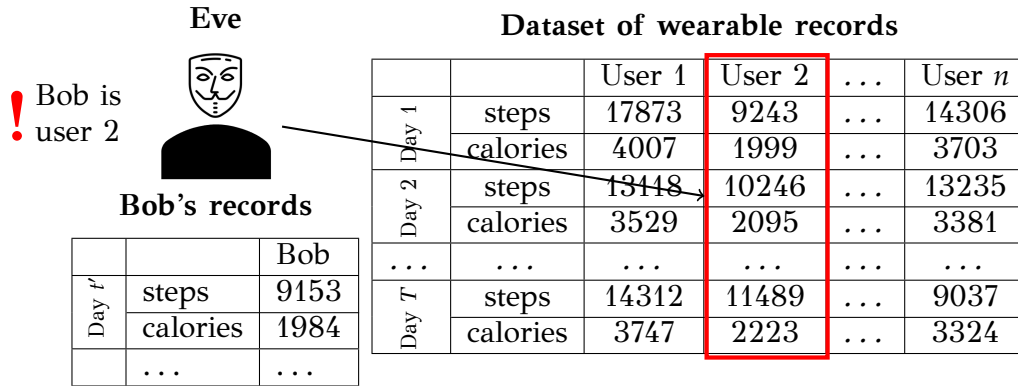 Eve
! Bob is
user 2
Bob's records
Bob
Day t′ steps 9153
calories 1984
... ...
Dataset of wearable records
User 1 User 2 ... User n
Day 1 steps 17873 9243 ... 14306
calories 4007 1999 ... 3703
Day 2 steps 13118 10246 ... 13235
calories 3529 2095 ... 3381
... ... ... ... ... ...
Day T steps 14312 11489 ... 9037
calories 3747 2223 ... 3324